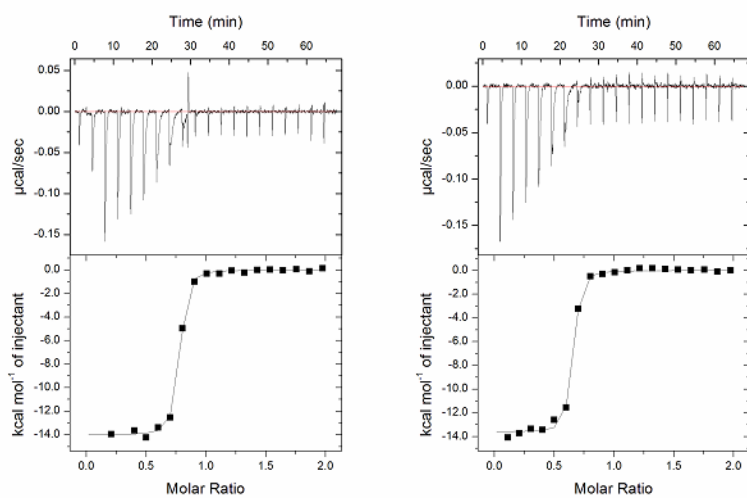 Time (min)
0 10 20 30 40 50 60
0.05
0.00
-0.05
-0.10
-0.15
µcal/sec
0.0
-2.0
-4.0
-6.0
-8.0
-10.0
-12.0
-14.0
kcal mol⁻¹ of injectant
0.0 0.5 1.0 1.5 2.0
Molar Ratio
Time (min)
0 10 20 30 40 50 60
0.00
-0.05
-0.10
-0.15
µcal/sec
0.0
-2.0
-4.0
-6.0
-8.0
-10.0
-12.0
-14.0
kcal mol⁻¹ of injectant
0.0 0.5 1.0 1.5 2.0
Molar Ratio